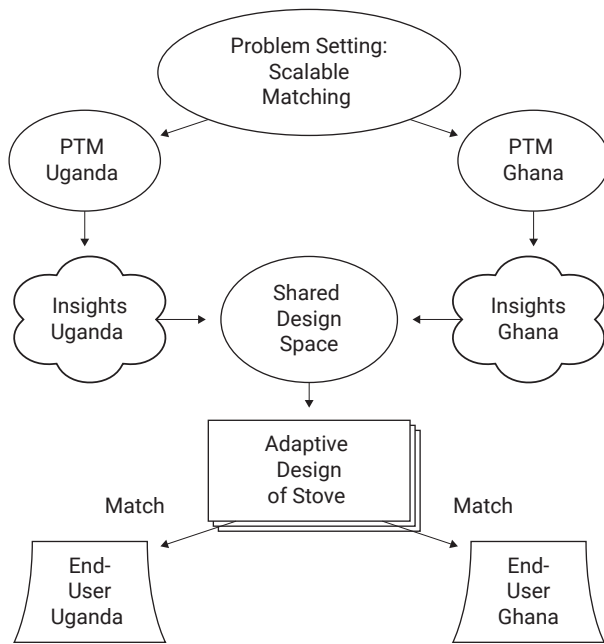 Problem Setting:
Scalable
Matching
PTM
Uganda
PTM
Ghana
Insights
Uganda
Shared
Design
Space
Insights
Ghana
Adaptive
Design
of Stove
Match
Match
End-
User
Uganda
End-
User
Ghana